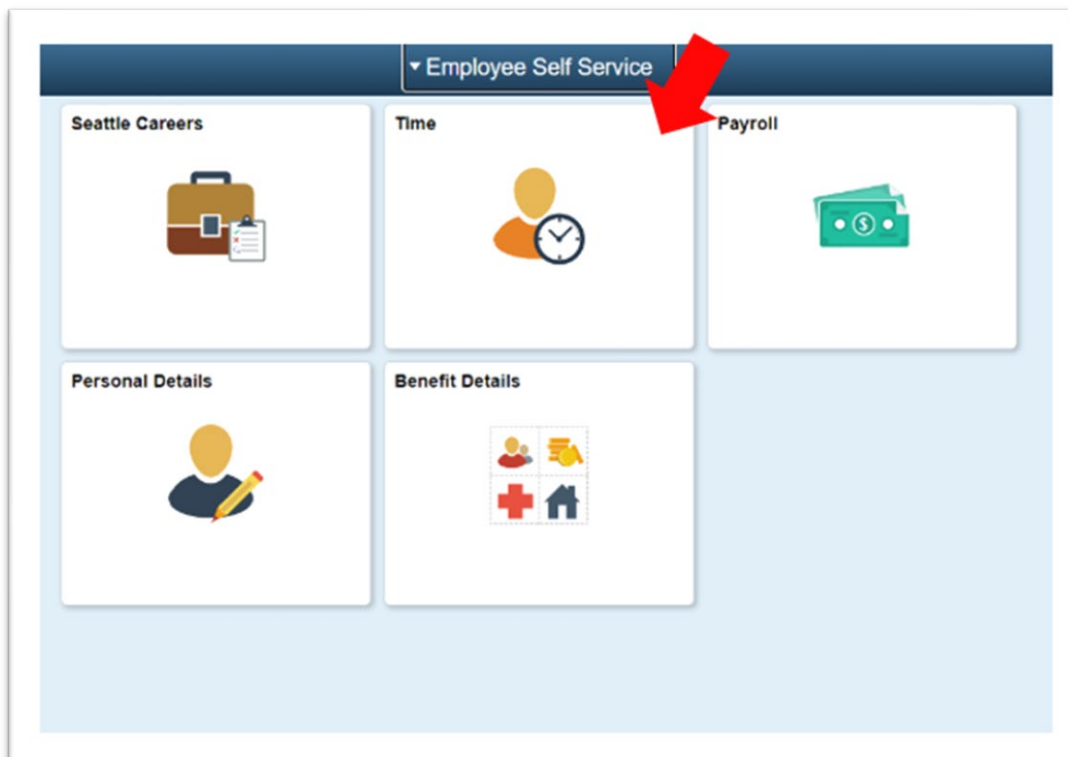 Employee Self Service
Seattle Careers
Time
Payroll
$
Personal Details
Benefit Details